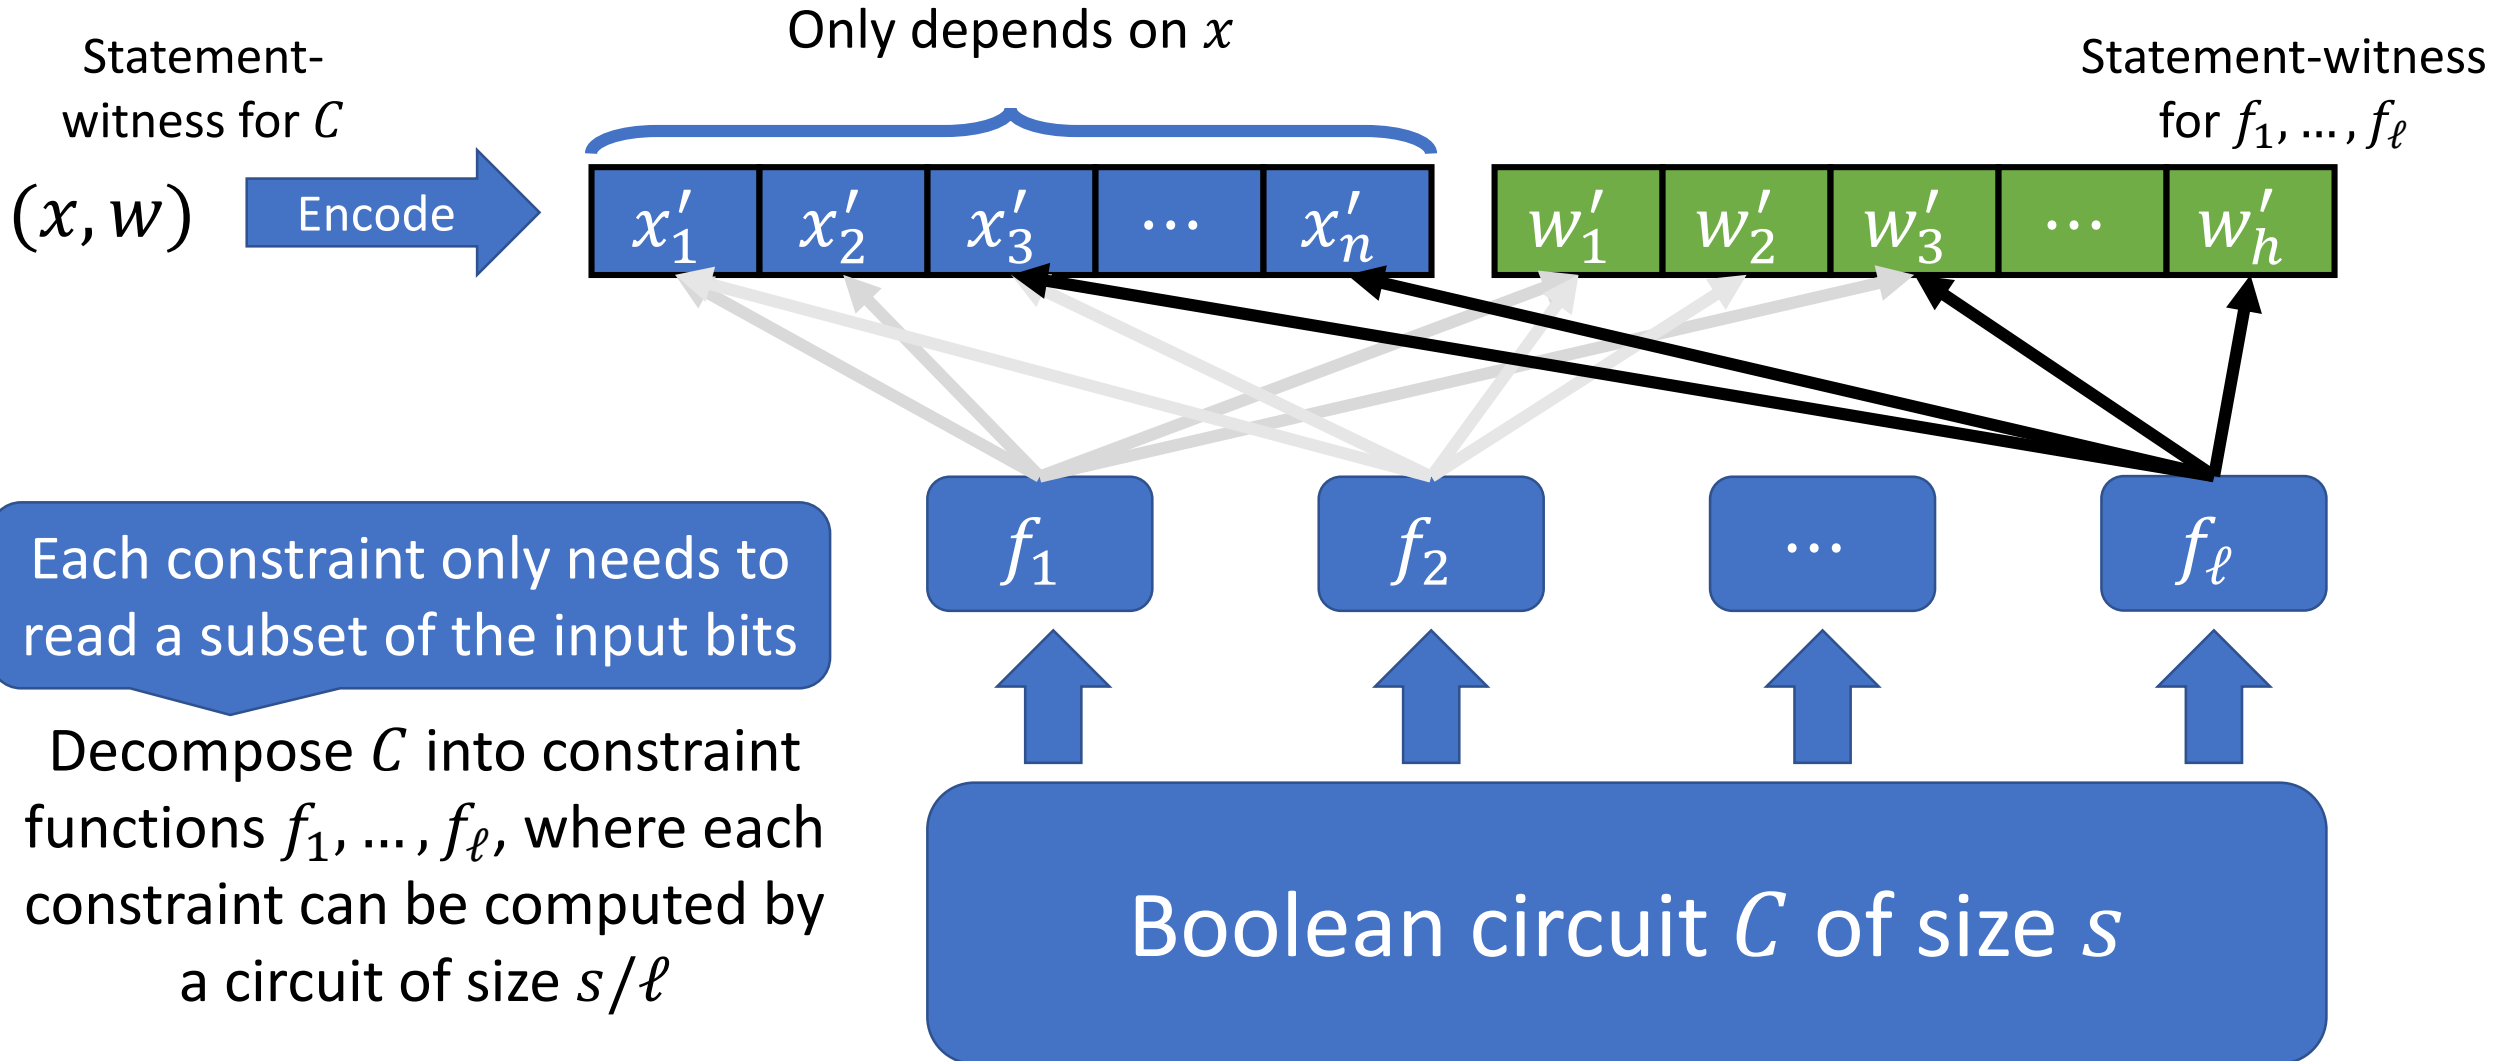 Only depends on 𝑥
Statement-
witness for 𝐶
(𝑥, 𝑤)
Encode
𝑥′₁ 𝑥′₂ 𝑥′₃ ⋯ 𝑥′ₙ
Statement-witness
for 𝑓₁, … , 𝑓ℓ
𝑤′₁ 𝑤′₂ 𝑤′₃ ⋯ 𝑤′ₕ
𝑓₁ 𝑓₂ ⋯ 𝑓ℓ
Each constraint only needs to
read a subset of the input bits
Decompose 𝐶 into constraint
functions 𝑓₁, … , 𝑓ℓ, where each
constraint can be computed by
a circuit of size 𝑠/ℓ
Boolean circuit 𝐶 of size 𝑠